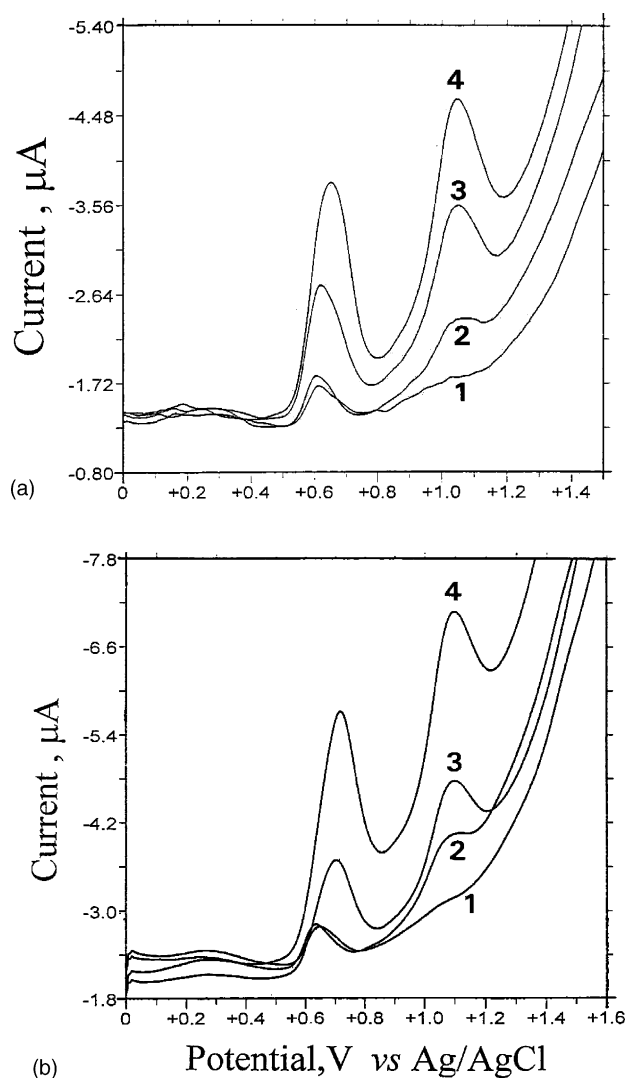 -5.40
-4.48
-3.56
-2.64
-1.72
-0.80
Current , μA
4
3
2
1
(a)
0 +0.2 +0.4 +0.6 +0.8 +1.0 +1.2 +1.4
-7.8
-6.6
-5.4
-4.2
-3.0
-1.8
Current, μA
4
3
2
1
0 +0.2 +0.4 +0.6 +0.8 +1.0 +1.2 +1.4 +1.6
(b)
Potential,V vs Ag/AgCl